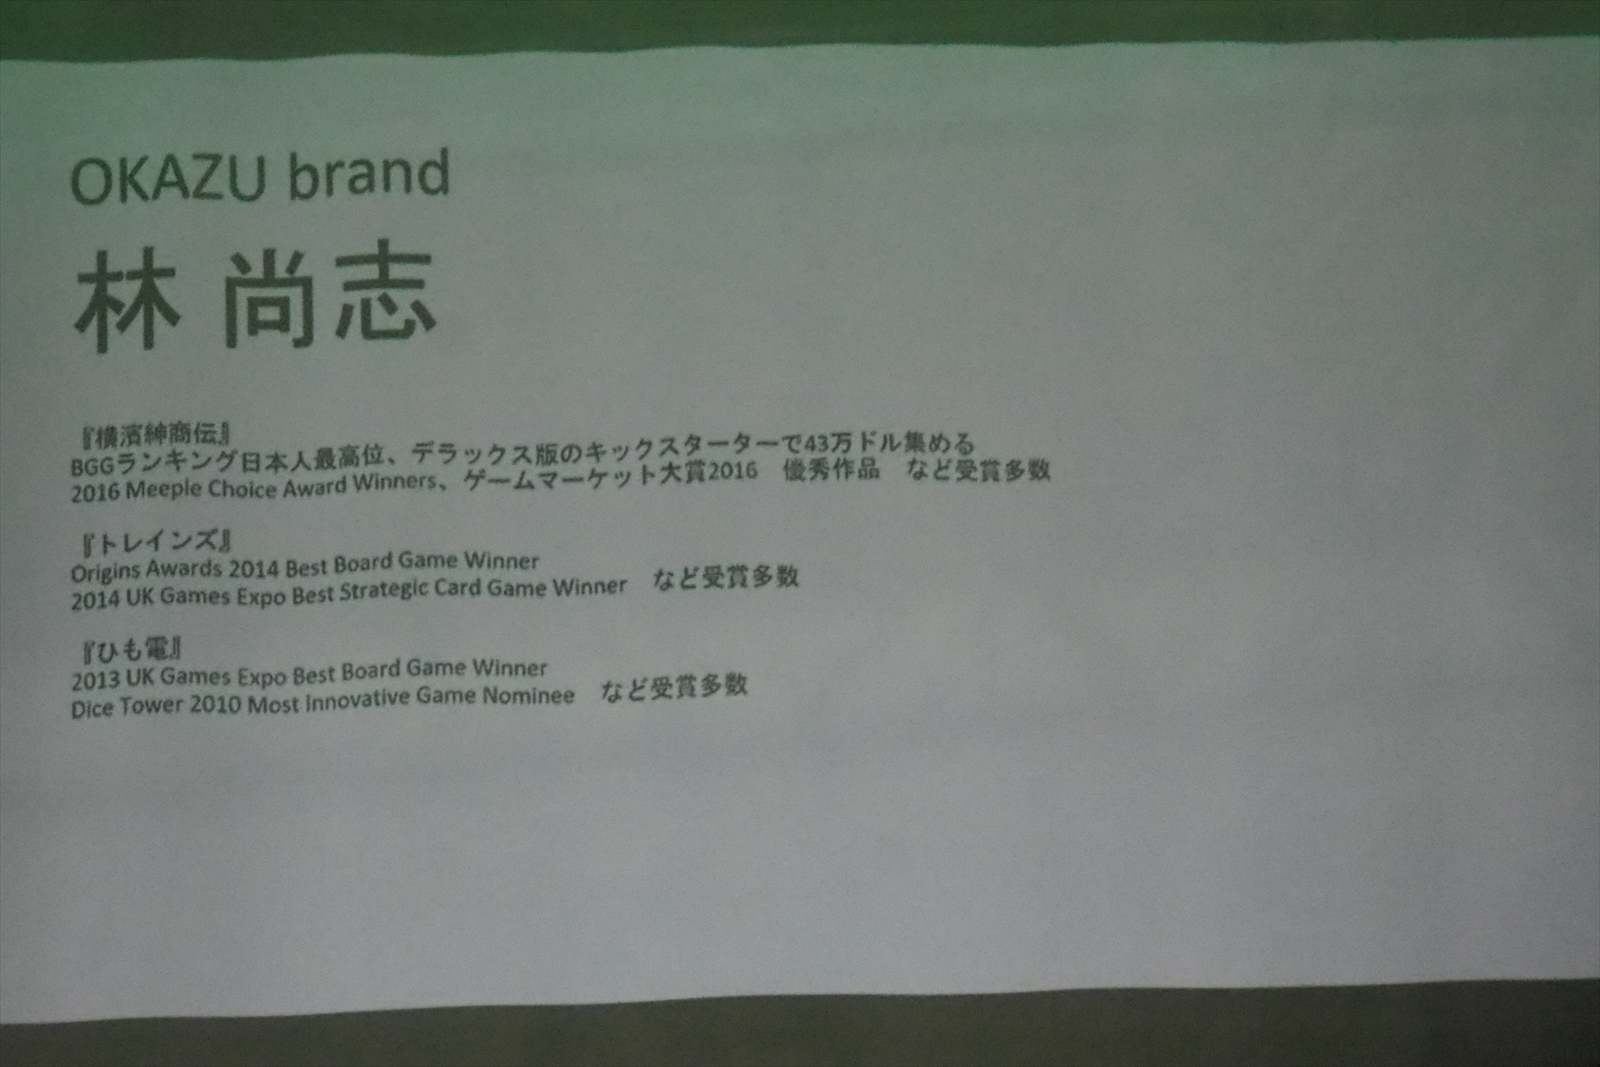 OKAZU brand
林 尚志
『横濱紳商伝』
BGGランキング日本人最高位、デラックス版のキックスターターで43万ドル集める
2016 Meeple Choice Award Winners、ゲームマーケット大賞2016　優秀作品　など受賞多数
『トレインズ』
Origins Awards 2014 Best Board Game Winner
2014 UK Games Expo Best Strategic Card Game Winner　など受賞多数
『ひも電』
2013 UK Games Expo Best Board Game Winner
Dice Tower 2010 Most Innovative Game Nominee　など受賞多数